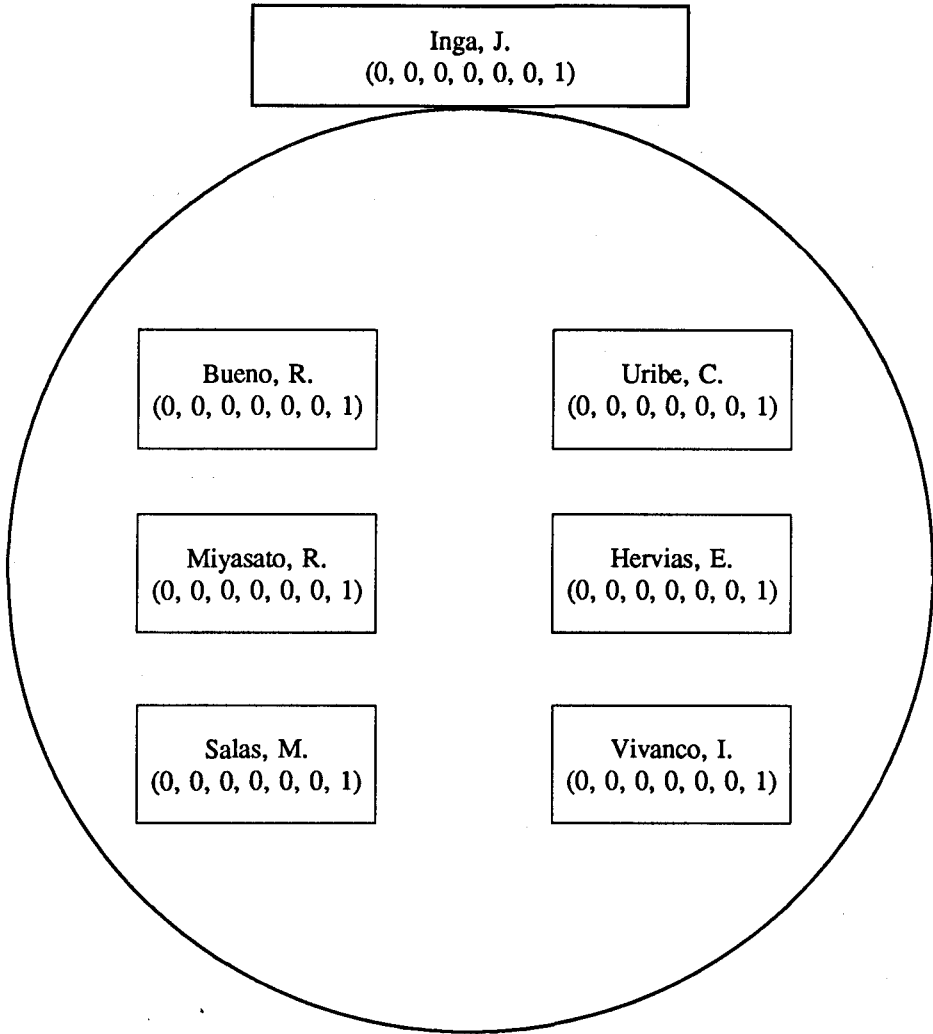 Inga, J.
(0, 0, 0, 0, 0, 0, 1)
Bueno, R.
(0, 0, 0, 0, 0, 0, 1)
Uribe, C.
(0, 0, 0, 0, 0, 0, 1)
Miyasato, R.
(0, 0, 0, 0, 0, 0, 1)
Hervias, E.
(0, 0, 0, 0, 0, 0, 1)
Salas, M.
(0, 0, 0, 0, 0, 0, 1)
Vivanco, I.
(0, 0, 0, 0, 0, 0, 1)